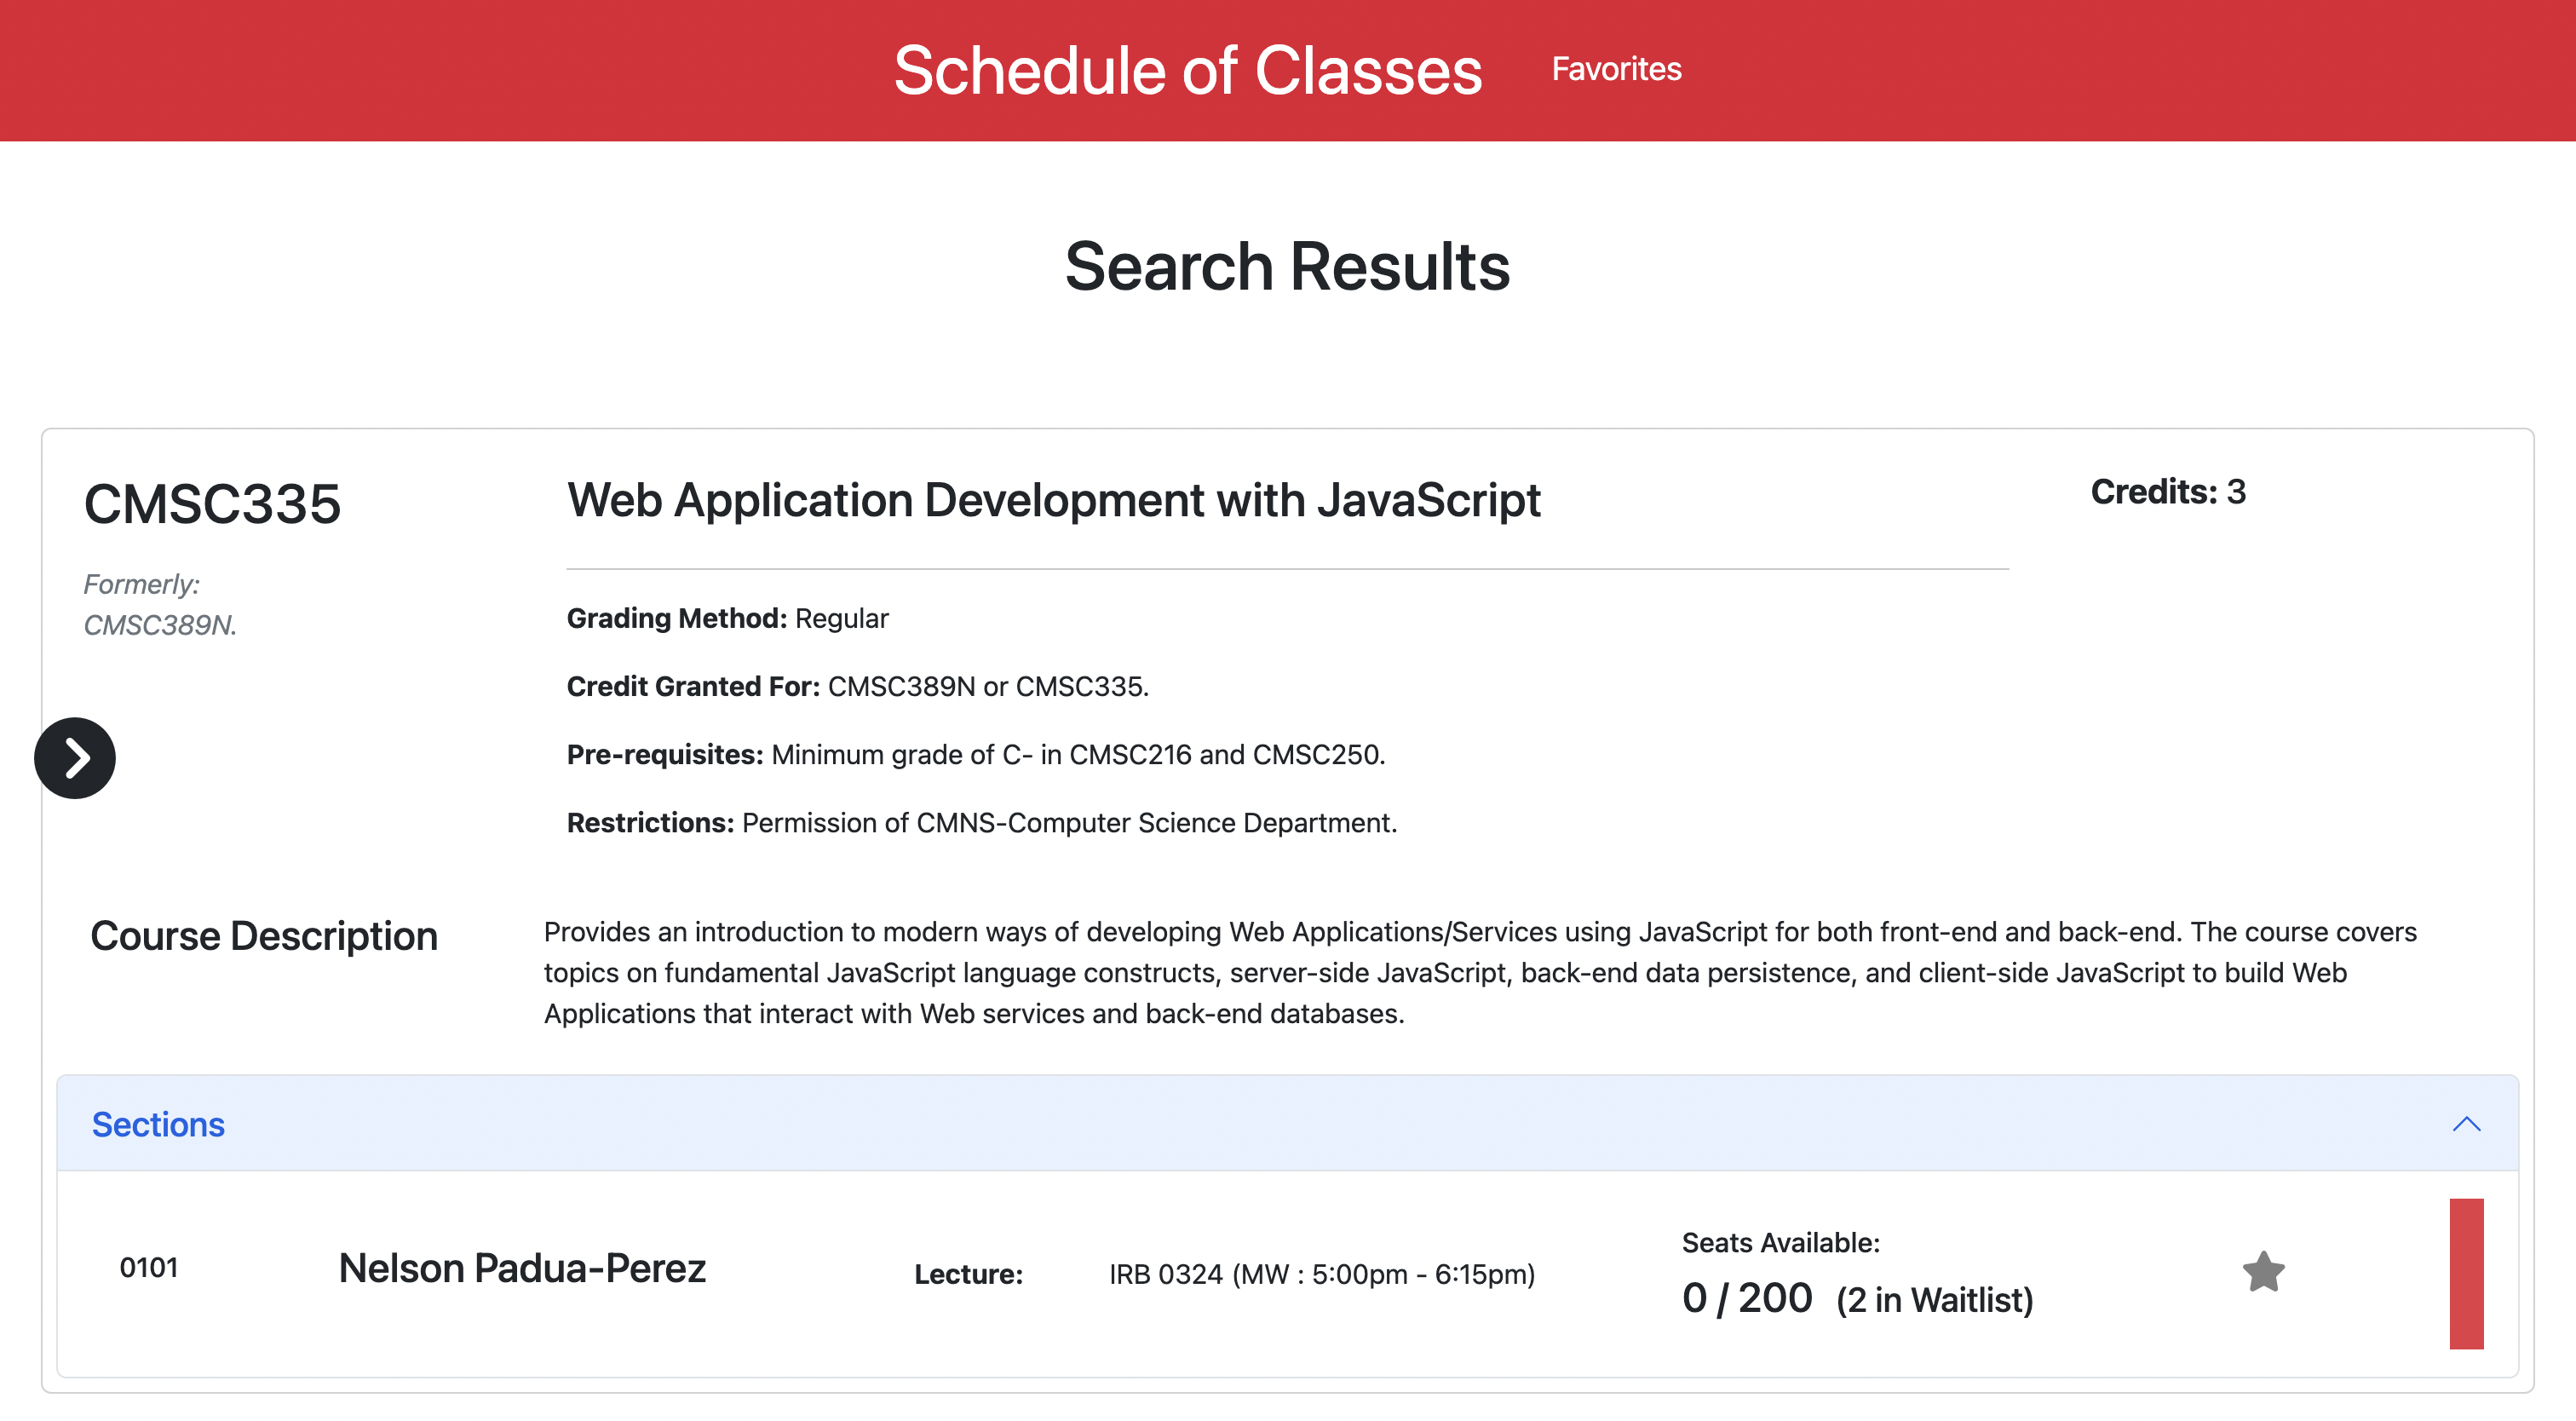 Schedule of Classes
Favorites
Search Results
CMSC335
Web Application Development with JavaScript
Credits: 3
Formerly:
CMSC389N.
Grading Method: Regular
Credit Granted For: CMSC389N or CMSC335.
Pre-requisites: Minimum grade of C- in CMSC216 and CMSC250.
Restrictions: Permission of CMNS-Computer Science Department.
Course Description
Provides an introduction to modern ways of developing Web Applications/Services using JavaScript for both front-end and back-end. The course covers
topics on fundamental JavaScript language constructs, server-side JavaScript, back-end data persistence, and client-side JavaScript to build Web
Applications that interact with Web services and back-end databases.
Sections
0101
Nelson Padua-Perez
Lecture:
IRB 0324 (MW : 5:00pm - 6:15pm)
Seats Available:
0 / 200 (2 in Waitlist)